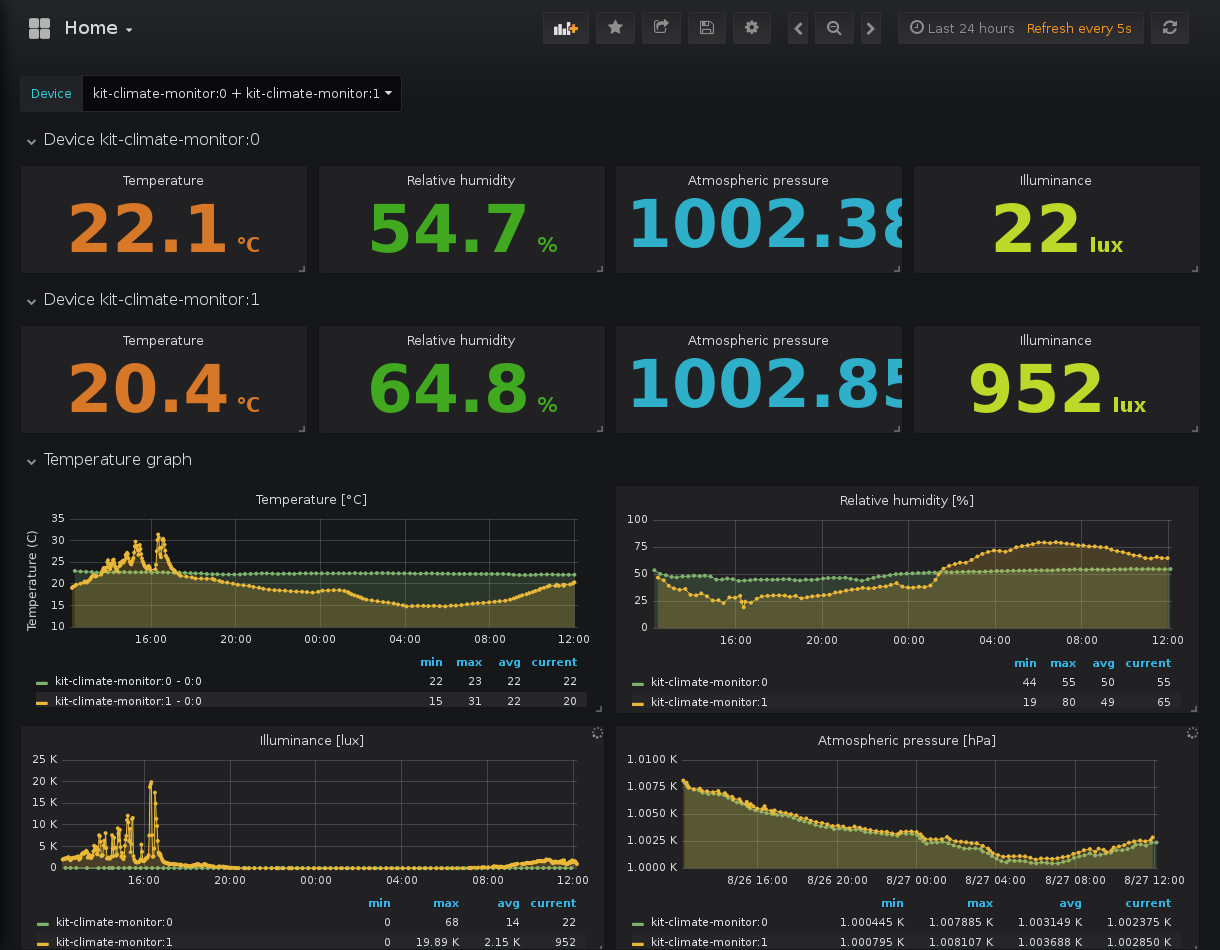 Home
Last 24 hours Refresh every 5s
Device kit-climate-monitor:0 + kit-climate-monitor:1
Device kit-climate-monitor:0
Temperature Relative humidity Atmospheric pressure Illuminance
22.1 °C 54.7 % 1002.38 22 lux
Device kit-climate-monitor:1
Temperature Relative humidity Atmospheric pressure Illuminance
20.4 °C 64.8 % 1002.85 952 lux
Temperature graph
Temperature [°C]
Temperature (C)
35
30
25
20
15
10
16:00 20:00 00:00 04:00 08:00 12:00
min max avg current
kit-climate-monitor:0 - 0:0 22 23 22 22
kit-climate-monitor:1 - 0:0 15 31 22 20
Relative humidity [%]
100
75
50
25
0
16:00 20:00 00:00 04:00 08:00 12:00
min max avg current
kit-climate-monitor:0 44 55 50 55
kit-climate-monitor:1 19 80 49 65
Illuminance [lux]
25 K
20 K
15 K
10 K
5 K
0
16:00 20:00 00:00 04:00 08:00 12:00
min max avg current
kit-climate-monitor:0 0 68 14 22
kit-climate-monitor:1 0 19.89 K 2.15 K 952
Atmospheric pressure [hPa]
1.0100 K
1.0075 K
1.0050 K
1.0025 K
1.0000 K
8/26 16:00 8/26 20:00 8/27 00:00 8/27 04:00 8/27 08:00 8/27 12:00
min max avg current
kit-climate-monitor:0 1.000445 K 1.007885 K 1.003149 K 1.002375 K
kit-climate-monitor:1 1.000795 K 1.008107 K 1.003688 K 1.002850 K